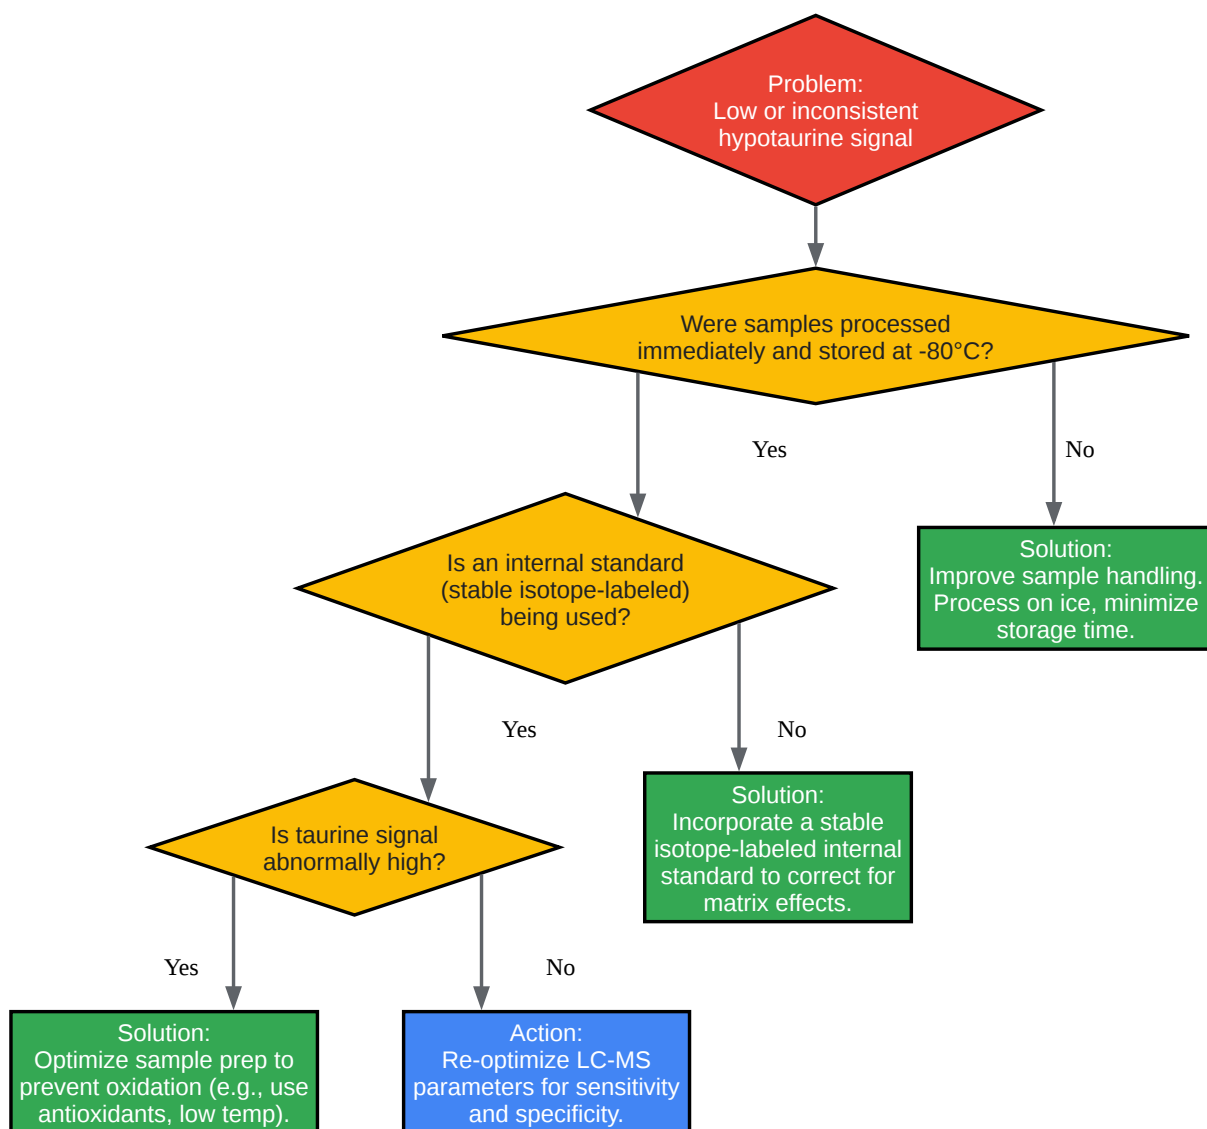 Problem:
Low or inconsistent
hypotaurine signal
Were samples processed
immediately and stored at -80°C?
Yes
No
Is an internal standard
(stable isotope-labeled)
being used?
Solution:
Improve sample handling.
Process on ice, minimize
storage time.
Yes
No
Is taurine signal
abnormally high?
Solution:
Incorporate a stable
isotope-labeled internal
standard to correct for
matrix effects.
Yes
No
Solution:
Optimize sample prep to
prevent oxidation (e.g., use
antioxidants, low temp).
Action:
Re-optimize LC-MS
parameters for sensitivity
and specificity.